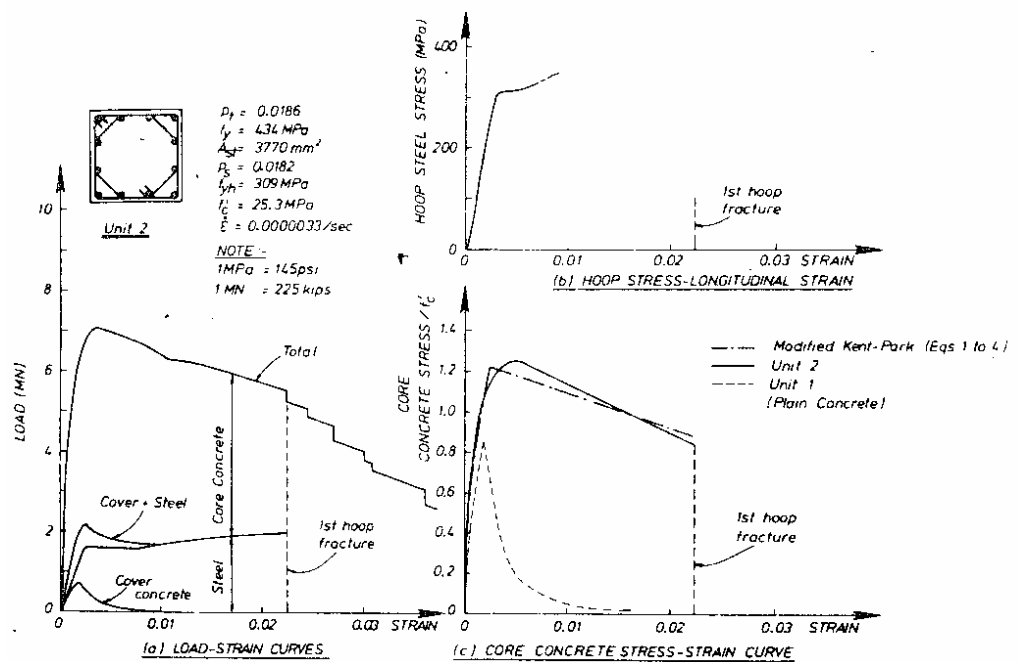 Unit 2
ρt = 0.0186
fy = 434 MPa
Ast = 3770 mm²
ρs = 0.0182
fyh = 309 MPa
f'c = 25.3 MPa
ε̇ = 0.0000033/sec
NOTE :-
1 MPa = 145psi
1 MN = 225 kips
LOAD (MN)
10
8
6
4
2
0
Total
Core Concrete
Steel
Cover + Steel
Cover
concrete
1st hoop
fracture
0 0.01 0.02 0.03 STRAIN
(a) LOAD-STRAIN CURVES
HOOP STEEL STRESS (MPa)
400
200
0
1st hoop
fracture
0 0.01 0.02 0.03 STRAIN
(b) HOOP STRESS-LONGITUDINAL STRAIN
CORE
CONCRETE STRESS / f'c
1.4
1.2
1.0
0.8
0.6
0.4
0.2
0
Modified Kent-Park (Eqs 1 to 4)
Unit 2
Unit 1
(Plain Concrete)
1st hoop
fracture
0 0.01 0.02 0.03 STRAIN
(c) CORE CONCRETE STRESS-STRAIN CURVE